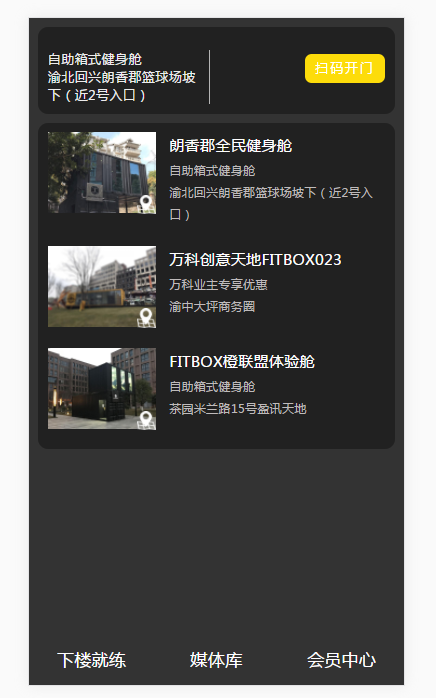 自助箱式健身舱
渝北回兴朗香郡篮球场坡
下（近2号入口）
扫码开门
朗香郡全民健身舱
自助箱式健身舱
渝北回兴朗香郡篮球场坡下（近2号入
口）
万科创意天地FITBOX023
万科业主专享优惠
渝中大坪商务圈
FITBOX橙联盟体验舱
自助箱式健身舱
茶园米兰路15号盈讯天地
下楼就练
媒体库
会员中心